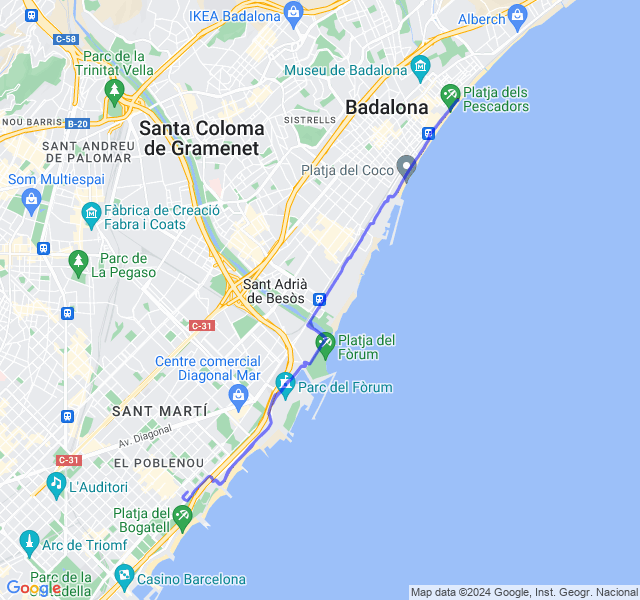 IKEA Badalona
Alberch
C-58
Parc de la
Trinitat Vella
Museu de Badalona
Platja dels
Pescadors
Badalona
NOU BARRIS
B-20
Santa Coloma
de Gramenet
SISTRELLS
SANT ANDREU
DE PALOMAR
Platja del Coco
Som Multiespai
Fàbrica de Creació
Fabra i Coats
Parc de
La Pegaso
Sant Adrià
de Besòs
C-31
Platja del
Fòrum
Centre comercial
Diagonal Mar
Parc del Fòrum
SANT MARTÍ
Av. Diagonal
C-31
EL POBLENOU
L'Auditori
Platja del
Bogatell
Arc de Triomf
Parc de la
Casino Barcelona
Google
Map data ©2024 Google, Inst. Geogr. Nacional